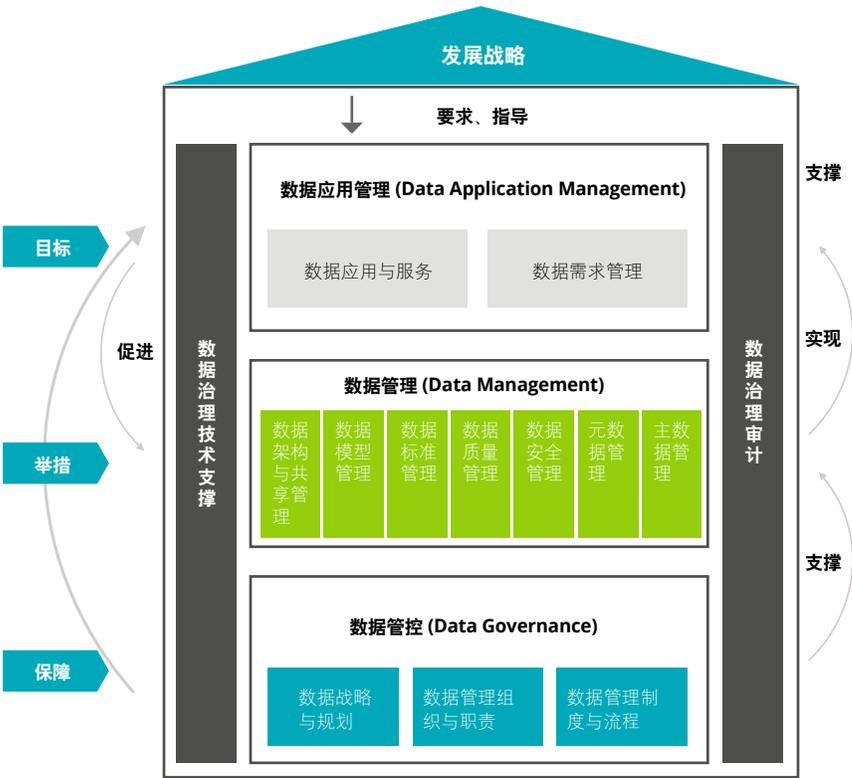 发展战略
要求、指导
数据应用管理 (Data Application Management)
数据应用与服务
数据需求管理
支撑
目标
促进
实现
数据治理技术支撑
数据治理审计
数据管理 (Data Management)
数据
架构
与共
享管
理
数据
模型
管理
数据
标准
管理
数据
质量
管理
数据
安全
管理
元数
据管
理
主数
据管
理
举措
支撑
数据管控 (Data Governance)
保障
数据战略
与规划
数据管理组
织与职责
数据管理制
度与流程